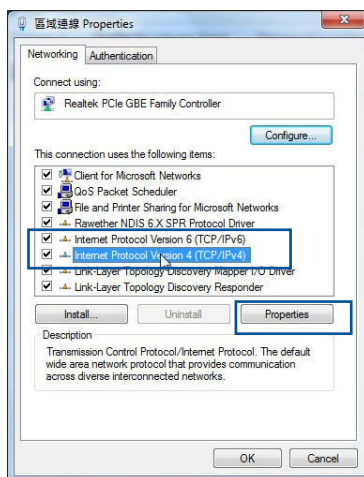 區域連線 Properties
Networking
Authentication
Connect using:
Realtek PCIe GBE Family Controller
Configure...
This connection uses the following items:
Client for Microsoft Networks
QoS Packet Scheduler
File and Printer Sharing for Microsoft Networks
Rawether NDIS 6.X SPR Protocol Driver
Internet Protocol Version 6 (TCP/IPv6)
Internet Protocol Version 4 (TCP/IPv4)
Link-Layer Topology Discovery Mapper I/O Driver
Link-Layer Topology Discovery Responder
Install...
Uninstall
Properties
Description
Transmission Control Protocol/Internet Protocol. The default
wide area network protocol that provides communication
across diverse interconnected networks.
OK
Cancel